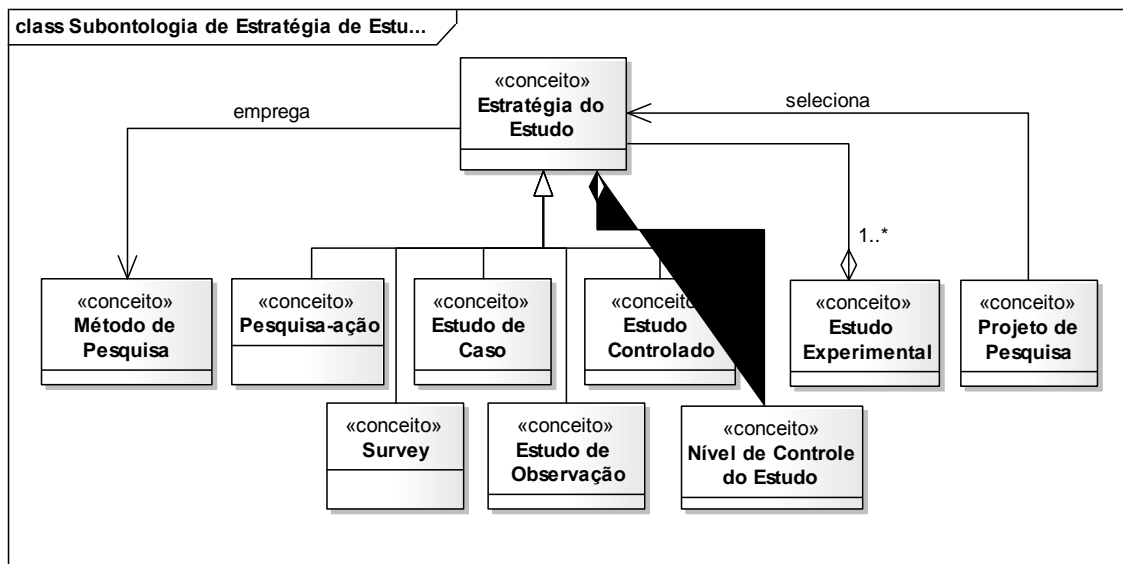 class Subontologia de Estratégia de Estu...
«conceito»
Estratégia do
Estudo
emprega
seleciona
1..*
«conceito»
Método de
Pesquisa
«conceito»
Pesquisa-ação
«conceito»
Estudo de
Caso
«conceito»
Estudo
Controlado
«conceito»
Estudo
Experimental
«conceito»
Projeto de
Pesquisa
«conceito»
Survey
«conceito»
Estudo de
Observação
«conceito»
Nível de Controle
do Estudo